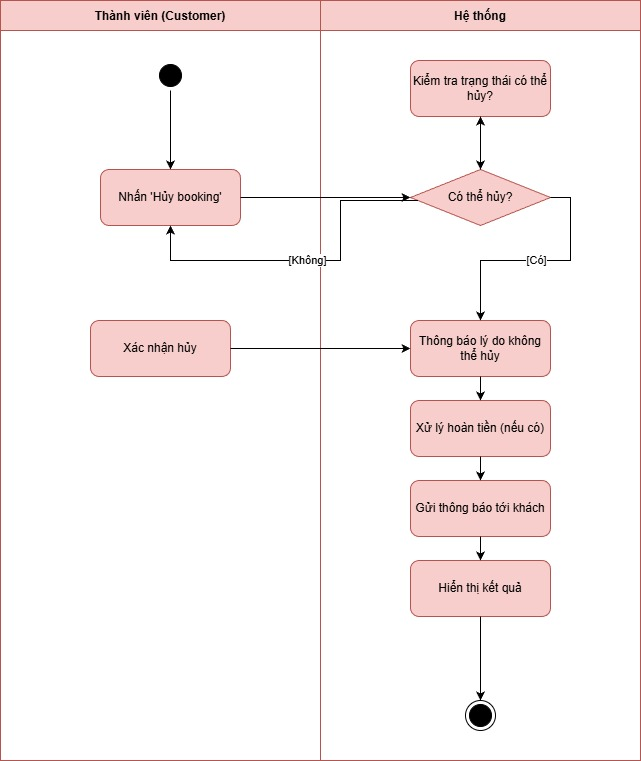 Thành viên (Customer)
Hệ thống
Kiểm tra trạng thái có thể
hủy?
Nhấn 'Hủy booking'
Có thể hủy?
[Không]
[Có]
Xác nhận hủy
Thông báo lý do không
thể hủy
Xử lý hoàn tiền (nếu có)
Gửi thông báo tới khách
Hiển thị kết quả